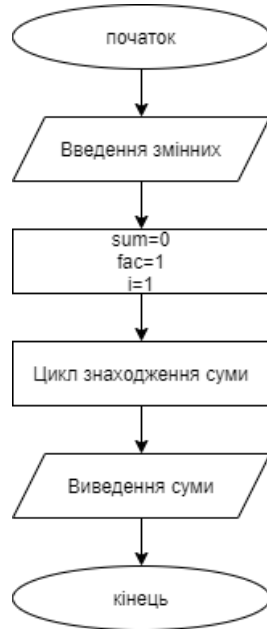 початок
Введення змінних
sum=0
fac=1
i=1
Цикл знаходження суми
Виведення суми
кінець